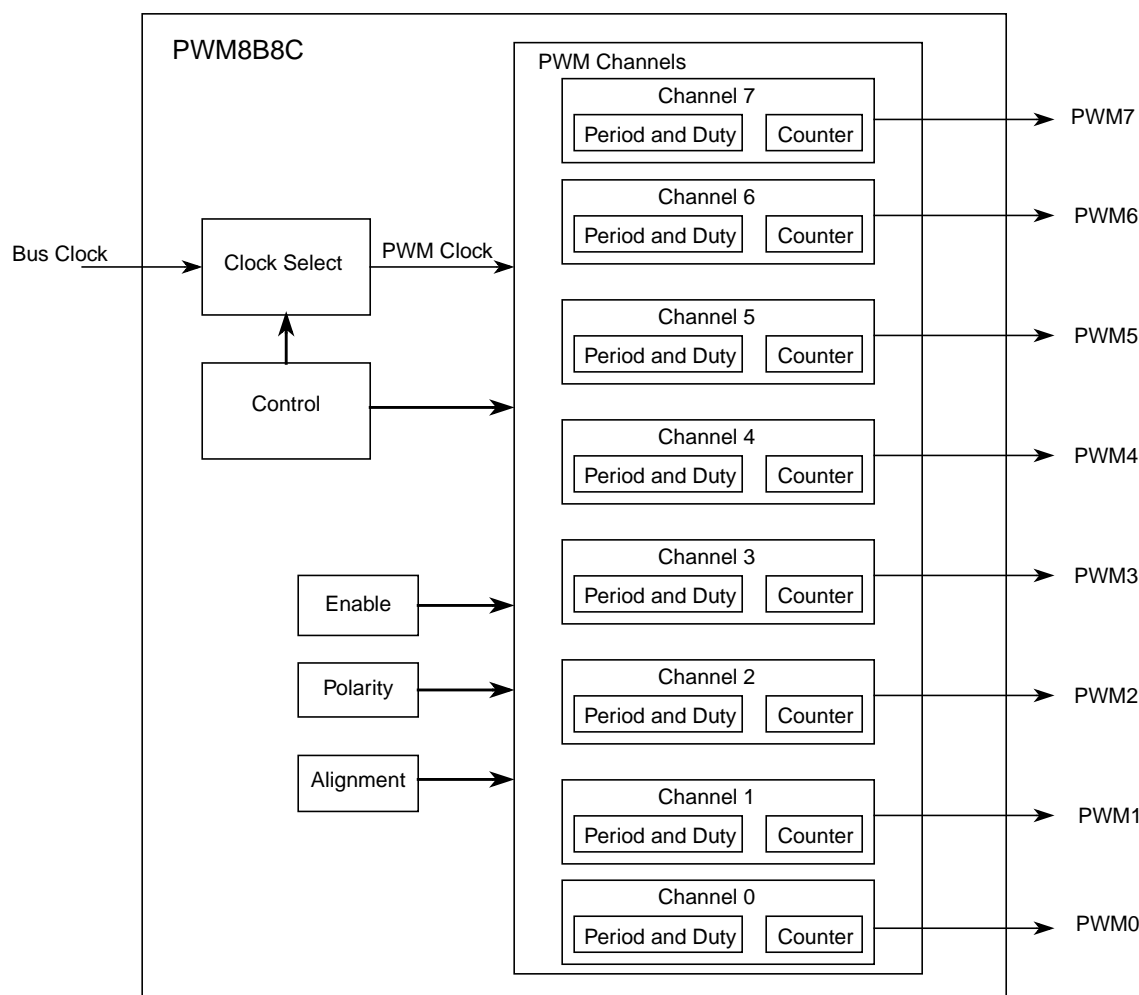 PWM8B8C
PWM Channels
Channel 7
Period and Duty
Counter
PWM7
Channel 6
Period and Duty
Counter
PWM6
Bus Clock
Clock Select
PWM Clock
Channel 5
Period and Duty
Counter
PWM5
Control
Channel 4
Period and Duty
Counter
PWM4
Channel 3
Period and Duty
Counter
PWM3
Enable
Polarity
Channel 2
Period and Duty
Counter
PWM2
Alignment
Channel 1
Period and Duty
Counter
PWM1
Channel 0
Period and Duty
Counter
PWM0